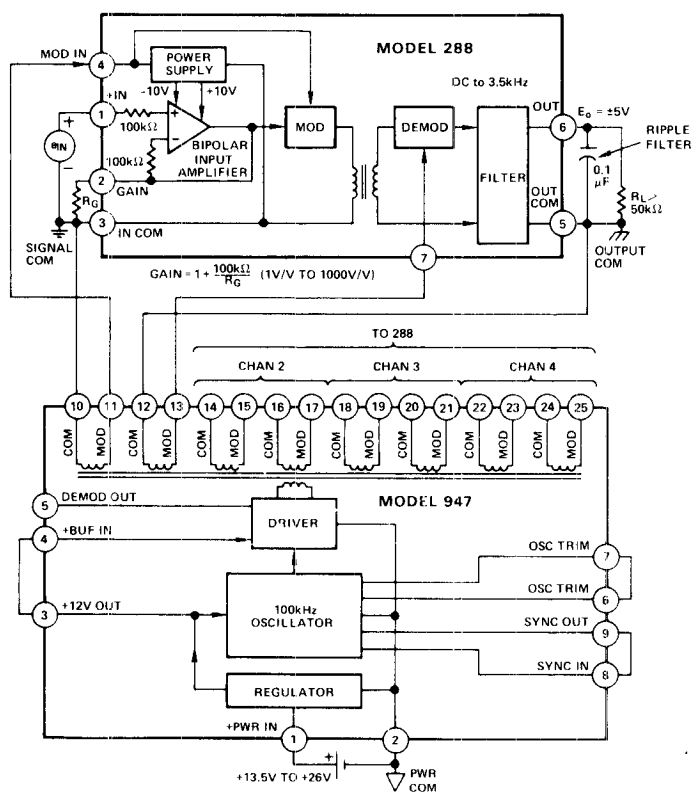 MODEL 288
MOD IN
4
POWER
SUPPLY
DC to 3.5kHz
-10V
+10V
+IN
1
100kΩ
+
−
MOD
DEMOD
OUT
6
Eo = ±5V
RIPPLE
FILTER
+
eIN
−
100kΩ
BIPOLAR
INPUT
AMPLIFIER
FILTER
0.1
μF
2
GAIN
RG
OUT
COM
5
RL>
50kΩ
3
IN COM
SIGNAL
COM
OUTPUT
COM
7
GAIN = 1 + 100kΩ/RG (1V/V TO 1000V/V)
TO 288
CHAN 2
CHAN 3
CHAN 4
10 11 12 13 14 15 16 17 18 19 20 21 22 23 24 25
COM MOD COM MOD COM MOD COM MOD COM MOD COM MOD COM MOD COM MOD
MODEL 947
5
DEMOD OUT
4
+BUF IN
DRIVER
OSC TRIM
7
3
+12V OUT
100kHz
OSCILLATOR
OSC TRIM
6
SYNC OUT
9
SYNC IN
8
REGULATOR
+PWR IN
1
2
+
+13.5V TO +26V
PWR
COM